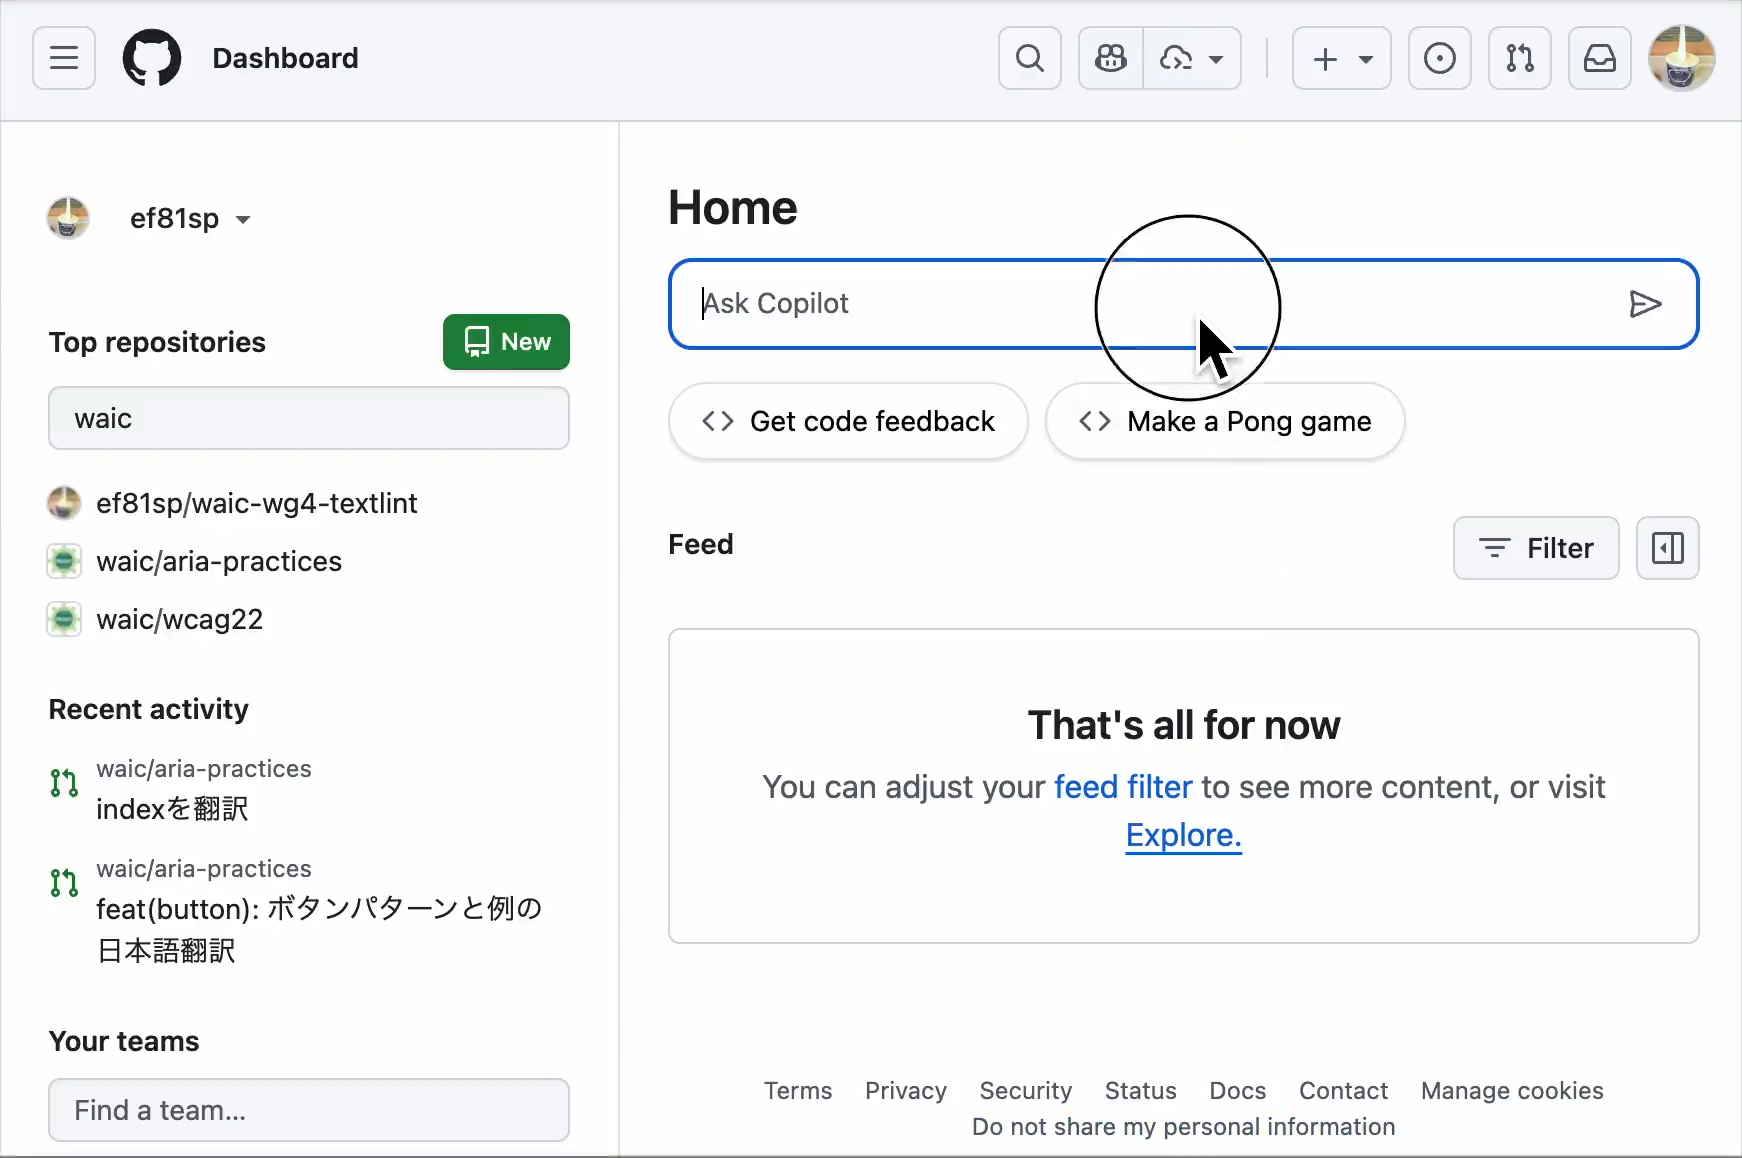 Dashboard
ef81sp
Top repositories
New
waic
ef81sp/waic-wg4-textlint
waic/aria-practices
waic/wcag22
Recent activity
waic/aria-practices
indexを翻訳
waic/aria-practices
feat(button): ボタンパターンと例の
日本語翻訳
Your teams
Find a team...
Home
Ask Copilot
Get code feedback
Make a Pong game
Feed
Filter
That's all for now
You can adjust your feed filter to see more content, or visit
Explore.
Terms Privacy Security Status Docs Contact Manage cookies
Do not share my personal information